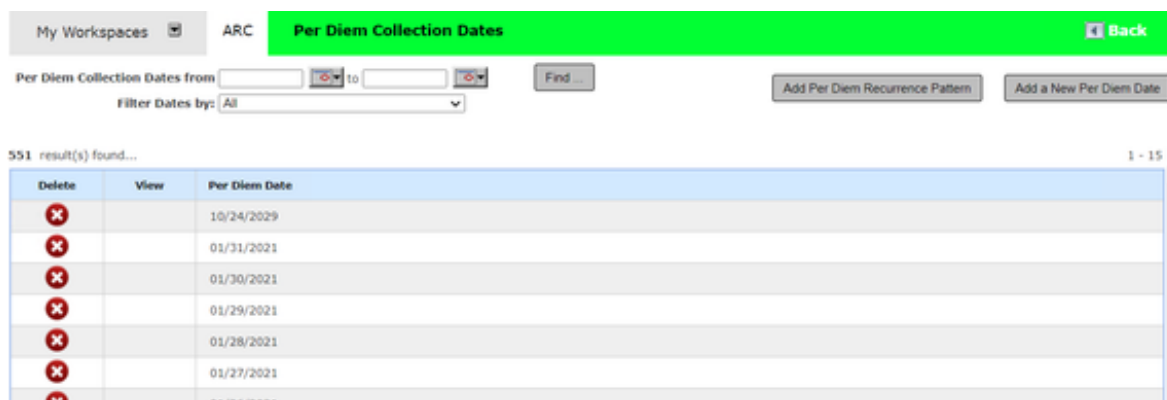 My Workspaces ARC Per Diem Collection Dates Back
Per Diem Collection Dates from to Find ... Add Per Diem Recurrence Pattern Add a New Per Diem Date
Filter Dates by: All
551 result(s) found... 1 - 15
Delete View Per Diem Date
10/24/2029
01/31/2021
01/30/2021
01/29/2021
01/28/2021
01/27/2021